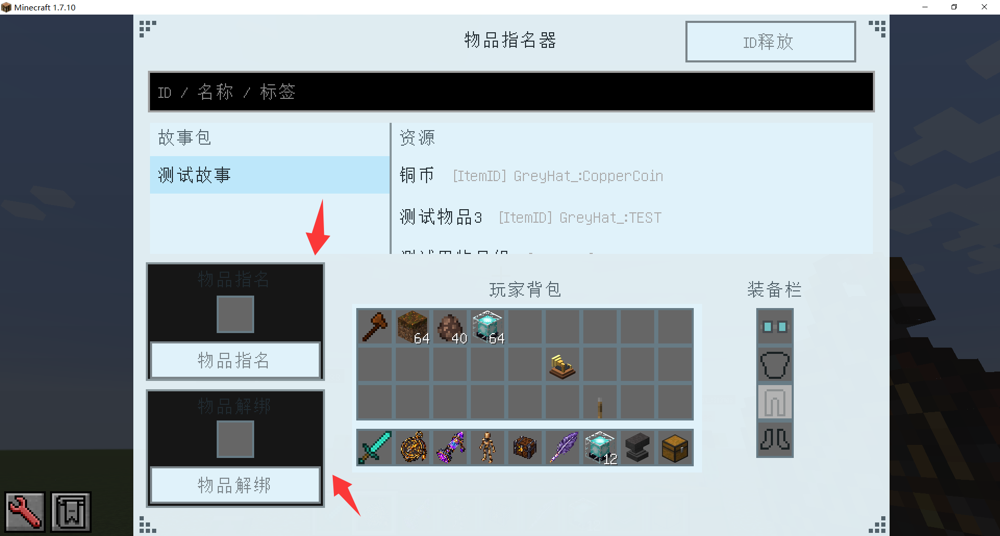 Minecraft 1.7.10
物品指名器
ID释放
ID / 名称 / 标签
故事包
资源
测试故事
铜币 [ItemID] GreyHat_:CopperCoin
测试物品3 [ItemID] GreyHat_:TEST
物品指名
物品指名
物品解绑
物品解绑
玩家背包
装备栏
64
40
64
12